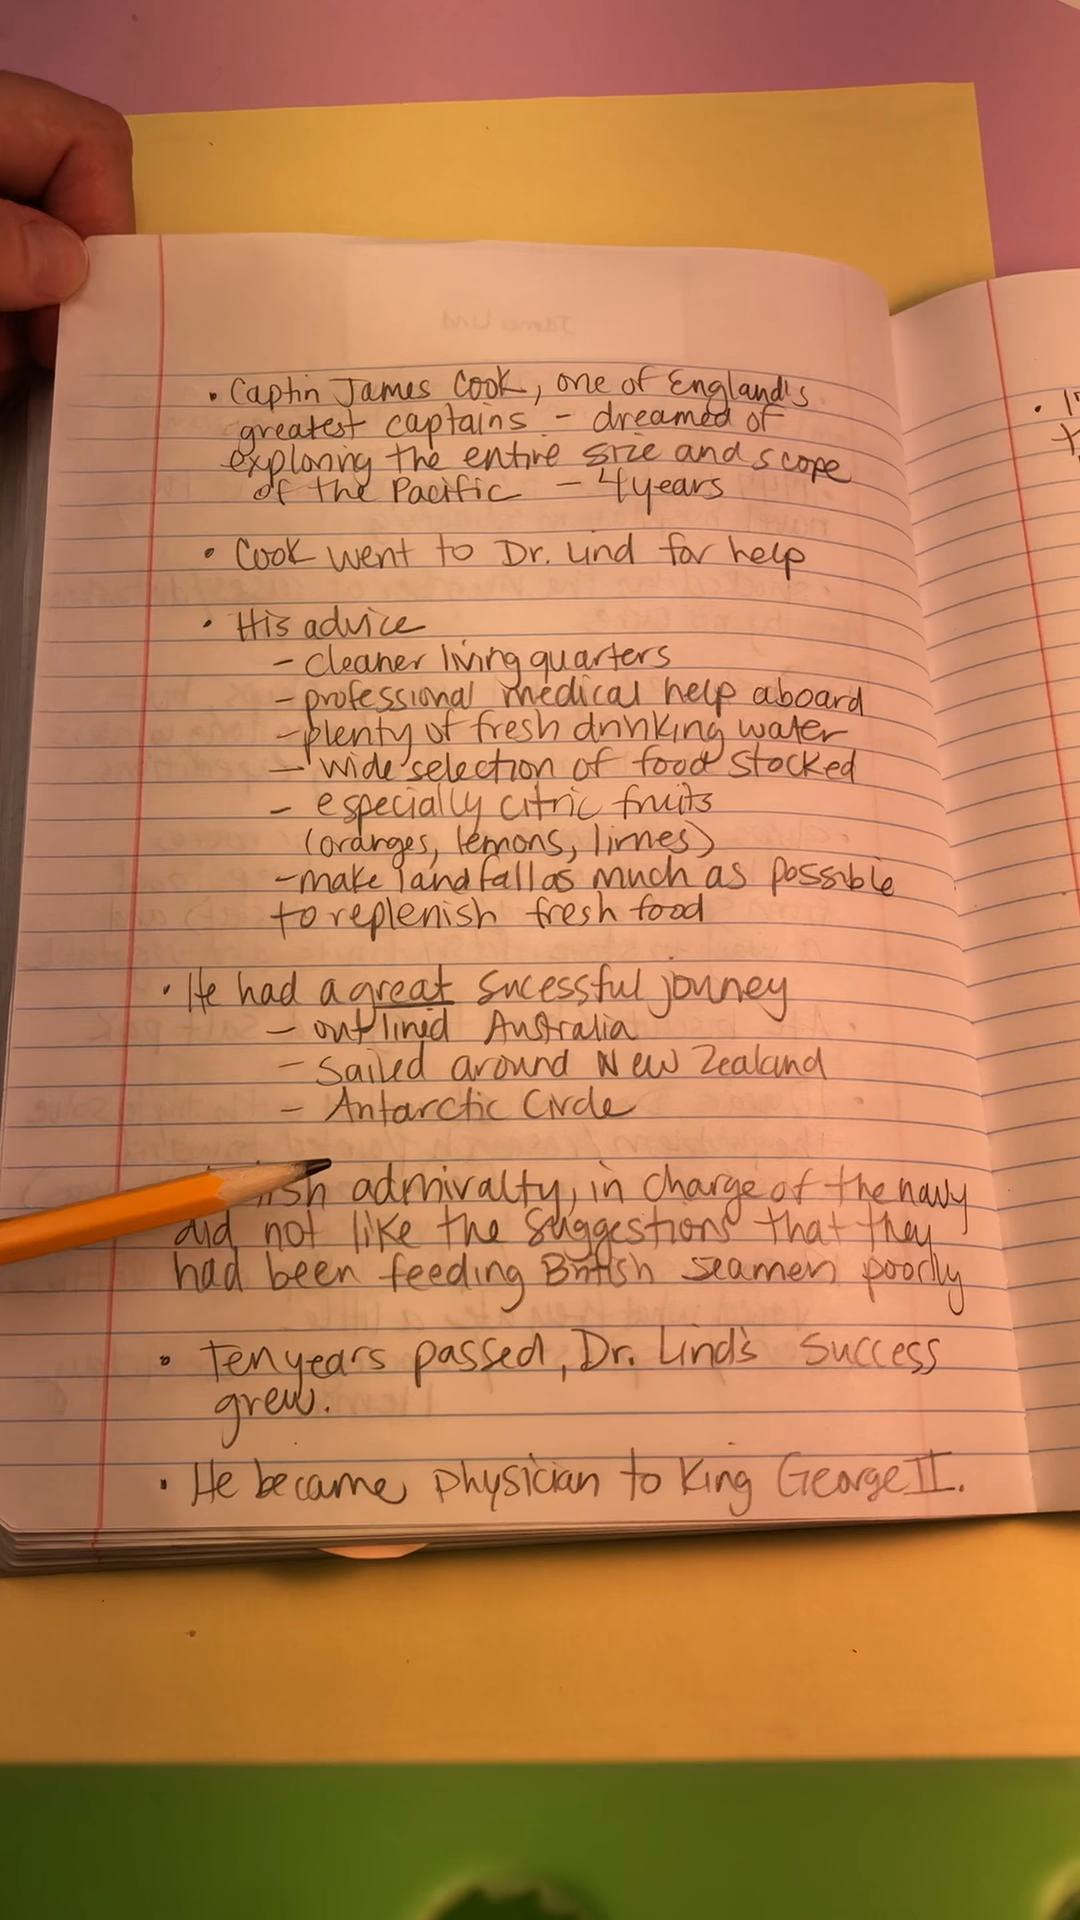 • Captin James Cook, one of England's
greatest captains - dreamed of
exploring the entire size and scope
of the Pacific - 4 years
• Cook went to Dr. Lind for help
• His advice
- cleaner living quarters
- professional medical help aboard
- plenty of fresh drinking water
- wide selection of food stocked
- especially citric fruits
(oranges, lemons, limes)
- make landfall as much as possible
to replenish fresh food
• He had a great sucessful jouney
- outlined Australia
- Sailed around New Zealand
- Antarctic Circle
admiralty, in charge of the navy
did not like the suggestions that they
had been feeding British seamen poorly
• Ten years passed, Dr. Lind's success
grew.
• He became physician to King George II.